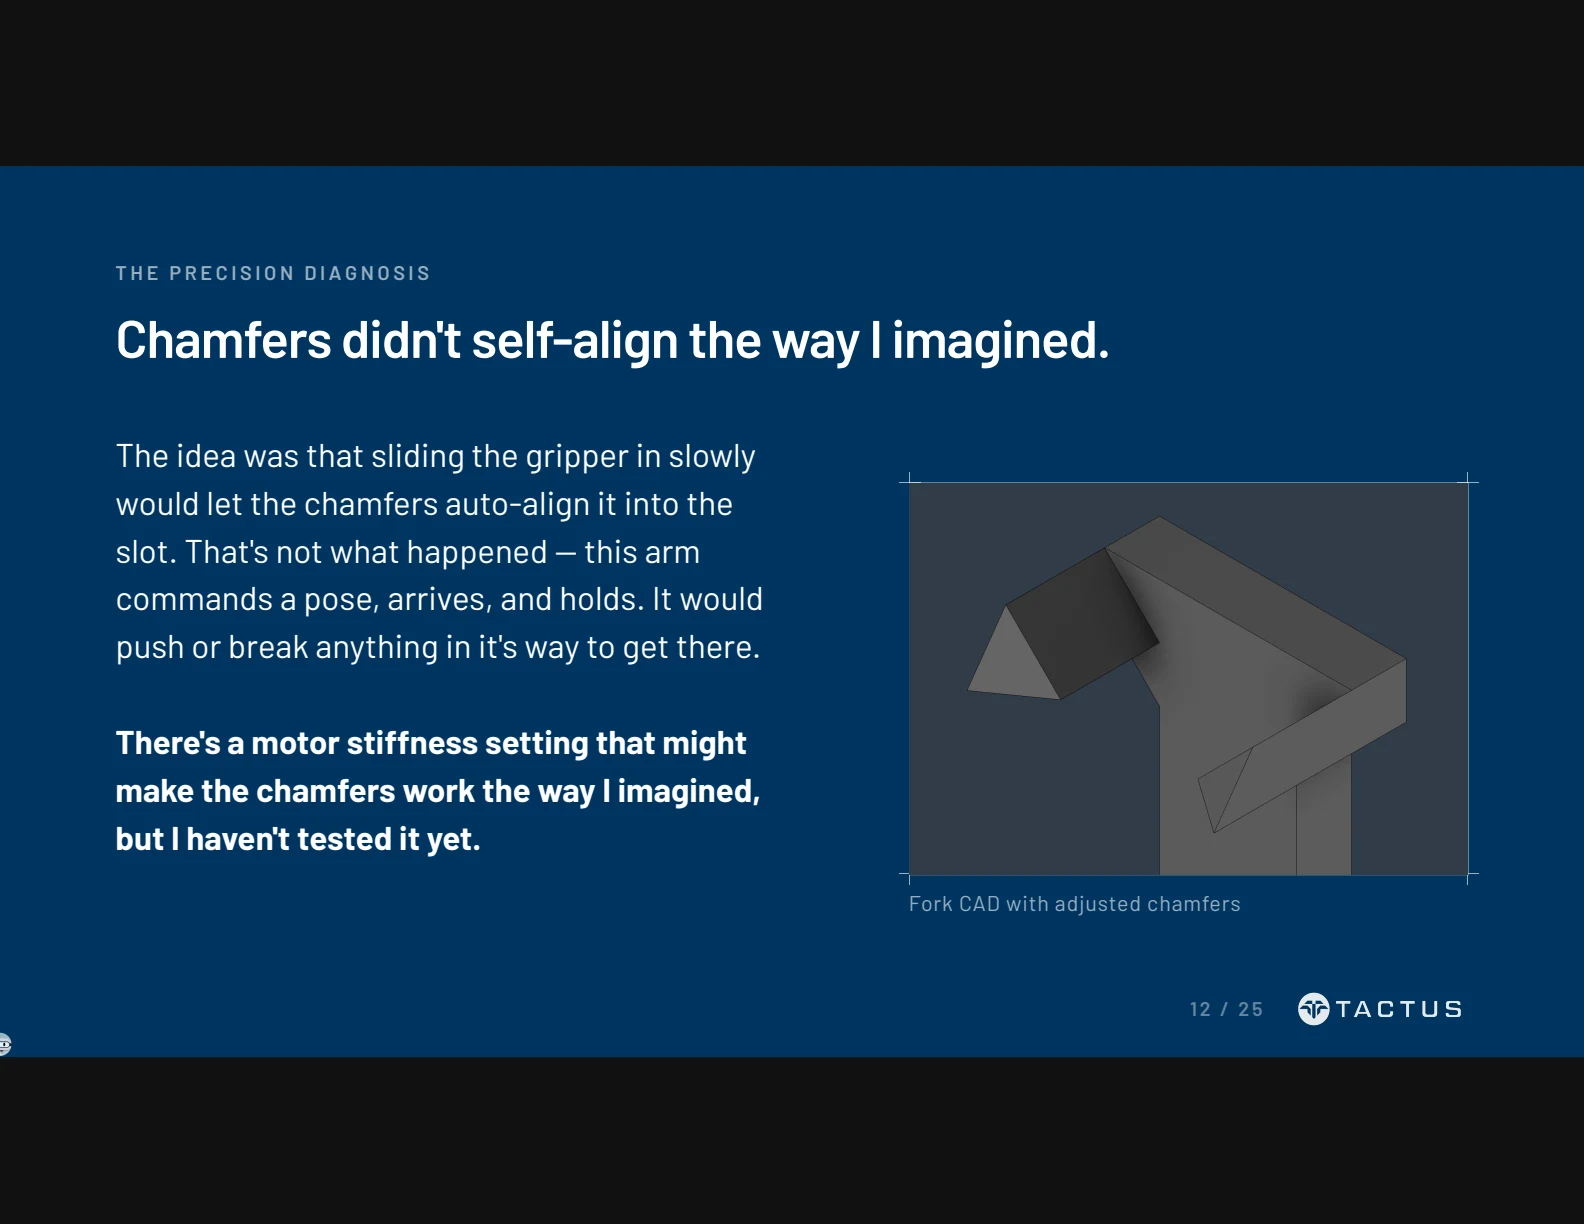 THE PRECISION DIAGNOSIS
Chamfers didn't self-align the way I imagined.
The idea was that sliding the gripper in slowly
would let the chamfers auto-align it into the
slot. That's not what happened — this arm
commands a pose, arrives, and holds. It would
push or break anything in it's way to get there.
There's a motor stiffness setting that might
make the chamfers work the way I imagined,
but I haven't tested it yet.
Fork CAD with adjusted chamfers
12 / 25
TACTUS